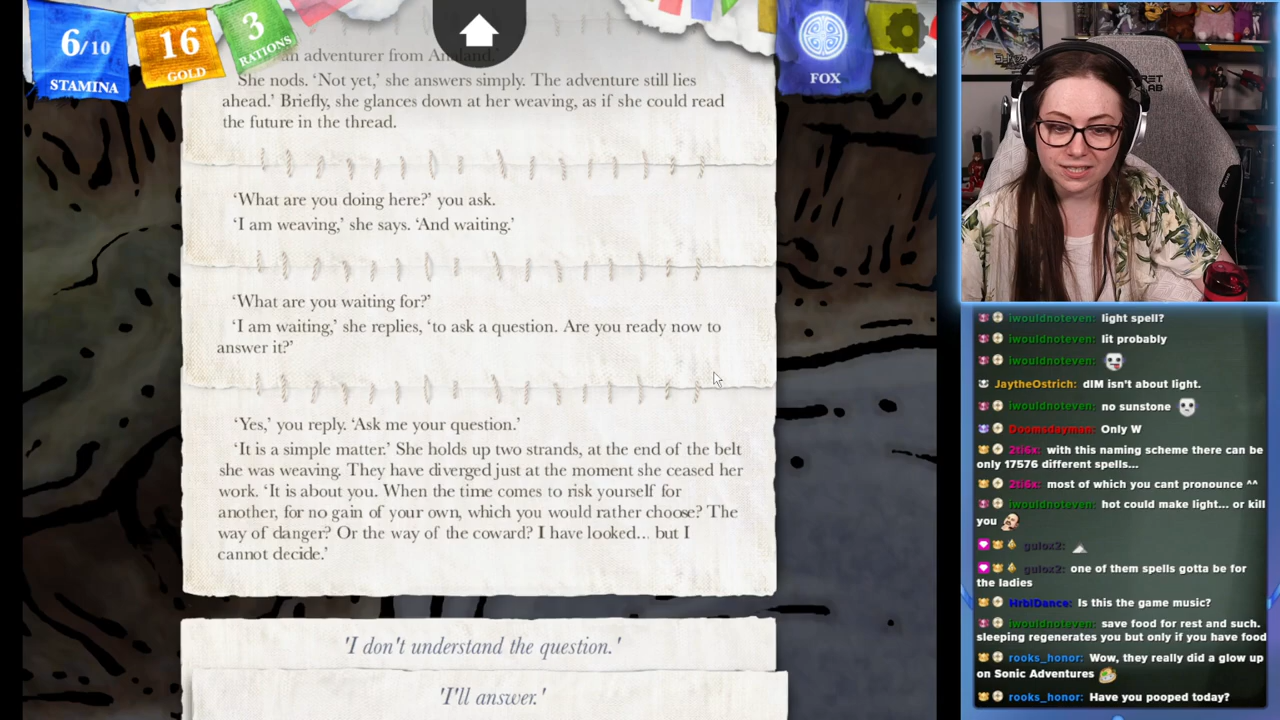 6/10
STAMINA
16
GOLD
3
RATIONS
FOX
an adventurer from Analand.'
She nods. 'Not yet,' she answers simply. The adventure still lies
ahead.' Briefly, she glances down at her weaving, as if she could read
the future in the thread.
'What are you doing here?' you ask.
'I am weaving,' she says. 'And waiting.'
'What are you waiting for?'
'I am waiting,' she replies, 'to ask a question. Are you ready now to
answer it?'
'Yes,' you reply. 'Ask me your question.'
'It is a simple matter.' She holds up two strands, at the end of the belt
she was weaving. They have diverged just at the moment she ceased her
work. 'It is about you. When the time comes to risk yourself for
another, for no gain of your own, which you would rather choose? The
way of danger? Or the way of the coward? I have looked... but I
cannot decide.'
'I don't understand the question.'
'I'll answer.'
iwouldnoteven: light spell?
iwouldnoteven: lit probably
iwouldnoteven:
JaytheOstrich: dIM isn't about light.
iwouldnoteven: no sunstone
Doomsdayman: Only W
2ti6x: with this naming scheme there can be
only 17576 different spells...
2ti6x: most of which you cant pronounce ^^
iwouldnoteven: hot could make light... or kill
you
gulox2:
gulox2: one of them spells gotta be for
the ladies
HrblDance: Is this the game music?
iwouldnoteven: save food for rest and such.
sleeping regenerates you but only if you have food
rooks_honor: Wow, they really did a glow up
on Sonic Adventures
rooks_honor: Have you pooped today?